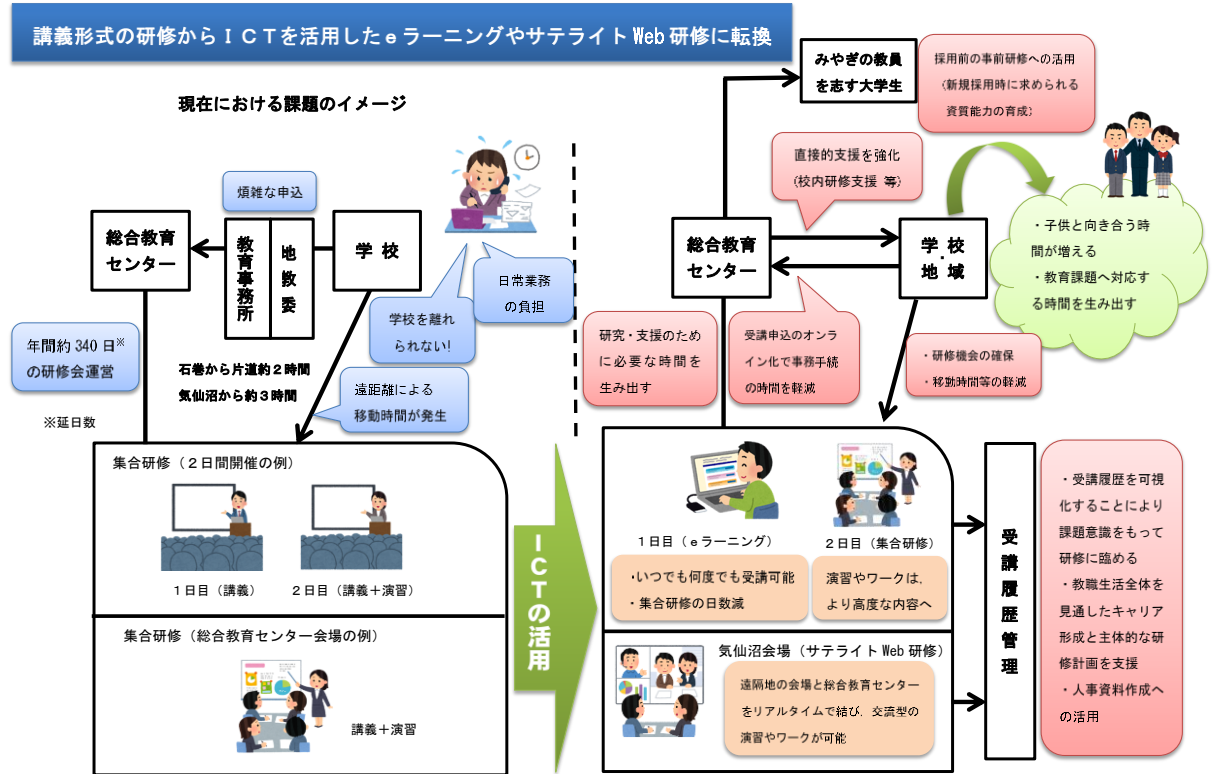 講義形式の研修からＩＣＴを活用したｅラーニングやサテライト Web 研修に転換
現在における課題のイメージ
煩雑な申込
総合教育
センター
教育事務所
地教委
学 校
日常業務
の負担
学校を離れ
られない!
年間約 340 日※
の研修会運営
※延日数
石巻から片道約２時間
気仙沼から約３時間
遠距離による
移動時間が発生
集合研修（２日間開催の例）
１日目（講義）
２日目（講義＋演習）
集合研修（総合教育センター会場の例）
講義＋演習
ＩＣＴの活用
みやぎの教員
を志す大学生
採用前の事前研修への活用
(新規採用時に求められる
資質能力の育成)
直接的支援を強化
(校内研修支援 等)
総合教育
センター
学 校
・
地 域
・子供と向き合う時
間が増える
・教育課題へ対応す
る時間を生み出す
研究・支援のため
に必要な時間を
生み出す
受講申込のオンラ
イン化で事務手続
の時間を軽減
・研修機会の確保
・移動時間等の軽減
１日目（ｅラーニング）
・いつでも何度でも受講可能
・集合研修の日数減
２日目（集合研修）
演習やワークは，
より高度な内容へ
気仙沼会場（サテライト Web 研修）
遠隔地の会場と総合教育センター
をリアルタイムで結び，交流型の
演習やワークが可能
受講履歴管理
・受講履歴を可視
化することにより
課題意識をもって
研修に臨める
・教職生活全体を
見通したキャリア
形成と主体的な研
修計画を支援
・人事資料作成へ
の活用